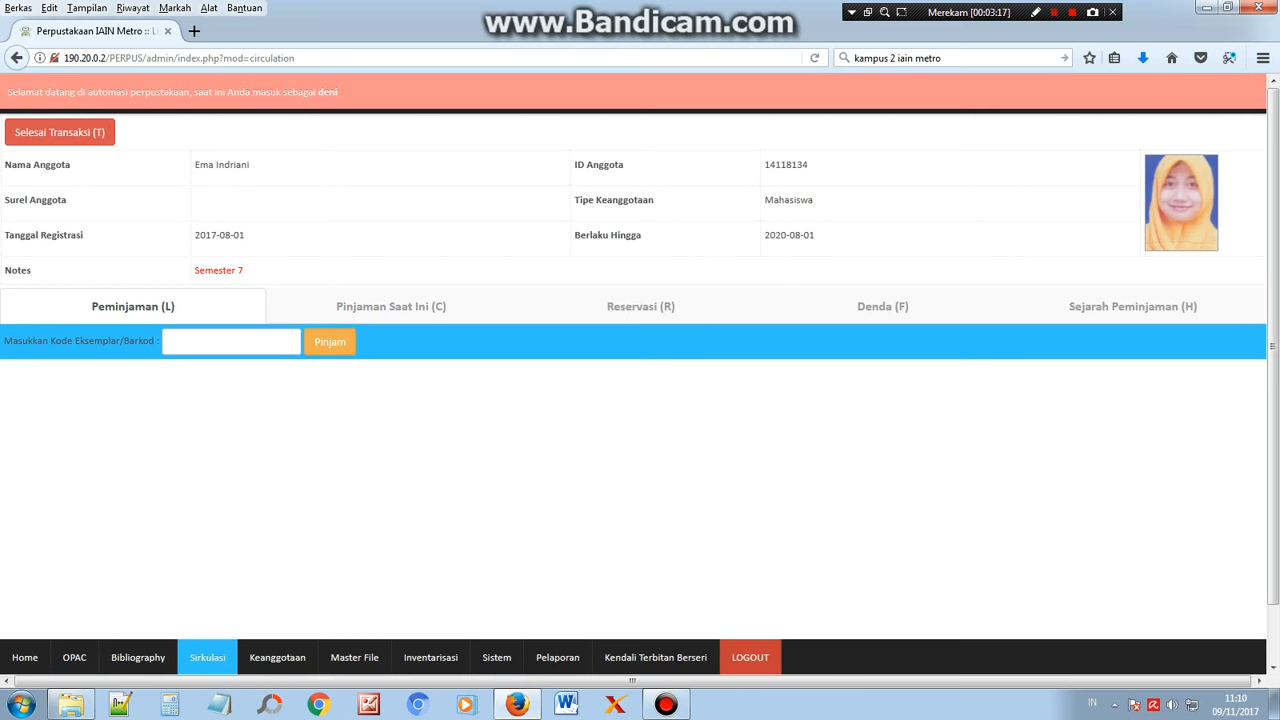 Berkas Edit Tampilan Riwayat Markah Alat Bantuan
www.Bandicam.com
Merekam [00:03:17]
Perpustakaan IAIN Metro ::
190.20.0.2/PERPUS/admin/index.php?mod=circulation
kampus 2 iain metro
Selamat datang di automasi perpustakaan, saat ini Anda masuk sebagai deni
Selesai Transaksi (T)
Nama Anggota Ema Indriani ID Anggota 14118134
Surel Anggota Tipe Keanggotaan Mahasiswa
Tanggal Registrasi 2017-08-01 Berlaku Hingga 2020-08-01
Notes Semester 7
Peminjaman (L) Pinjaman Saat Ini (C) Reservasi (R) Denda (F) Sejarah Peminjaman (H)
Masukkan Kode Eksemplar/Barkod : Pinjam
Home OPAC Bibliography Sirkulasi Keanggotaan Master File Inventarisasi Sistem Pelaporan Kendali Terbitan Berseri LOGOUT
IN 11:10
09/11/2017